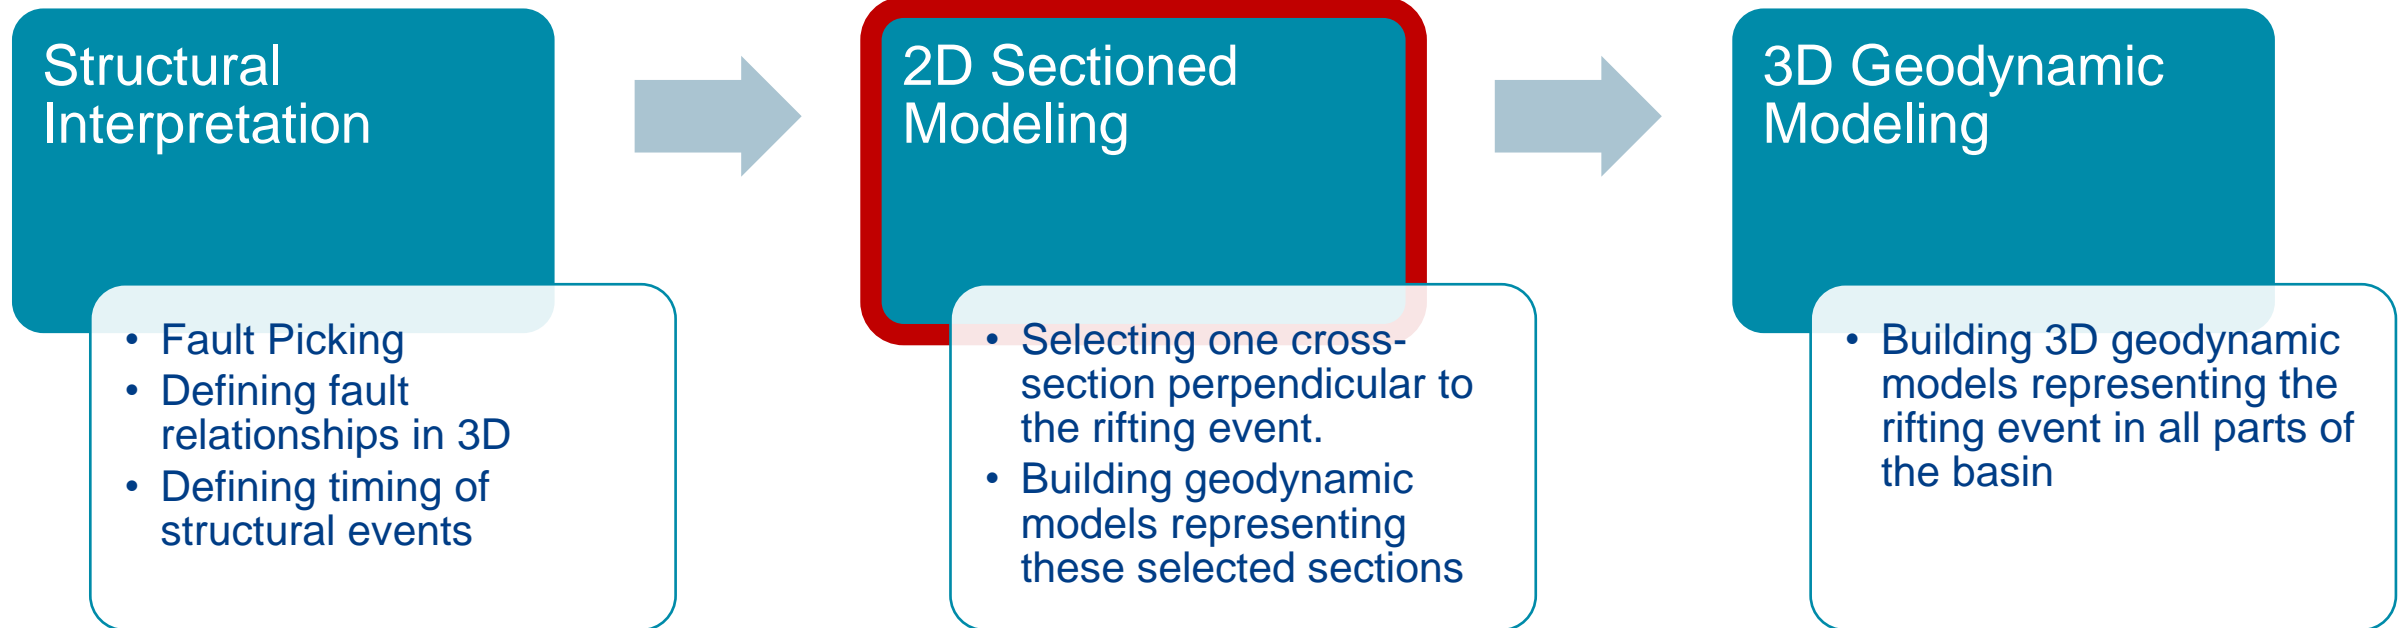 Structural
Interpretation
• Fault Picking
• Defining fault
relationships in 3D
• Defining timing of
structural events
2D Sectioned
Modeling
• Selecting one cross-
section perpendicular to
the rifting event.
• Building geodynamic
models representing
these selected sections
3D Geodynamic
Modeling
• Building 3D geodynamic
models representing the
rifting event in all parts of
the basin